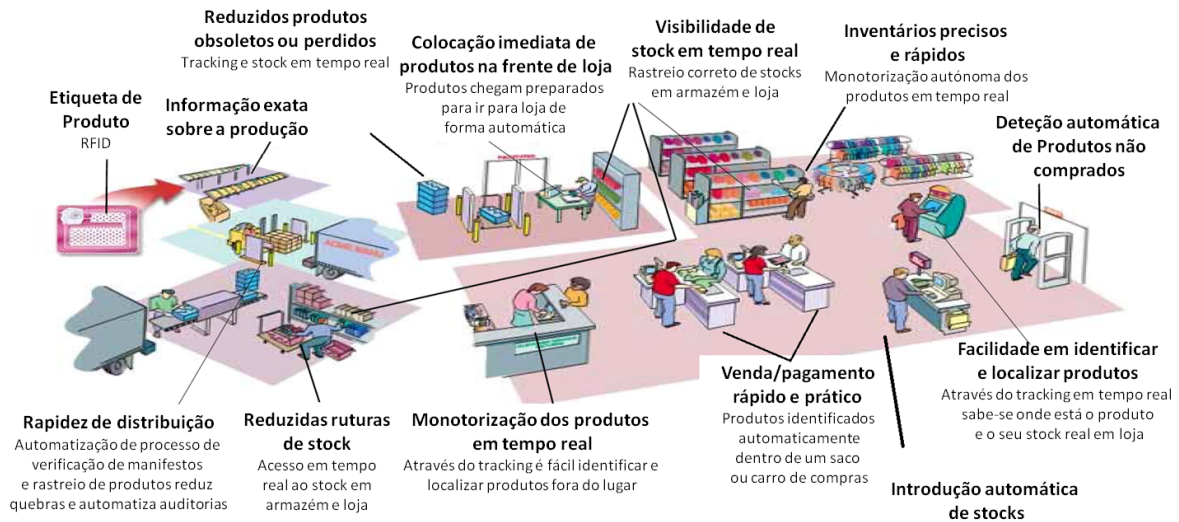 Reduzidos produtos
obsoletos ou perdidos
Tracking e stock em tempo real
Colocação imediata de
produtos na frente de loja
Produtos chegam preparados
para ir para loja de
forma automática
Visibilidade de
stock em tempo real
Rastreio correto de stocks
em armazém e loja
Inventários precisos
e rápidos
Monotorização autónoma dos
produtos em tempo real
Etiqueta de
Produto
RFID
Informação exata
sobre a produção
Deteção automática
de Produtos não
comprados
Rapidez de distribuição
Automatização de processo de
verificação de manifestos
e rastreio de produtos reduz
quebras e automatiza auditorias
Reduzidas ruturas
de stock
Acesso em tempo
real ao stock em
armazém e loja
Monotorização dos produtos
em tempo real
Através do tracking é fácil identificar e
localizar produtos fora do lugar
Venda/pagamento
rápido e prático
Produtos identificados
automaticamente
dentro de um saco
ou carro de compras
Facilidade em identificar
e localizar produtos
Através do tracking em tempo real
sabe-se onde está o produto
e o seu stock real em loja
Introdução automática
de stocks